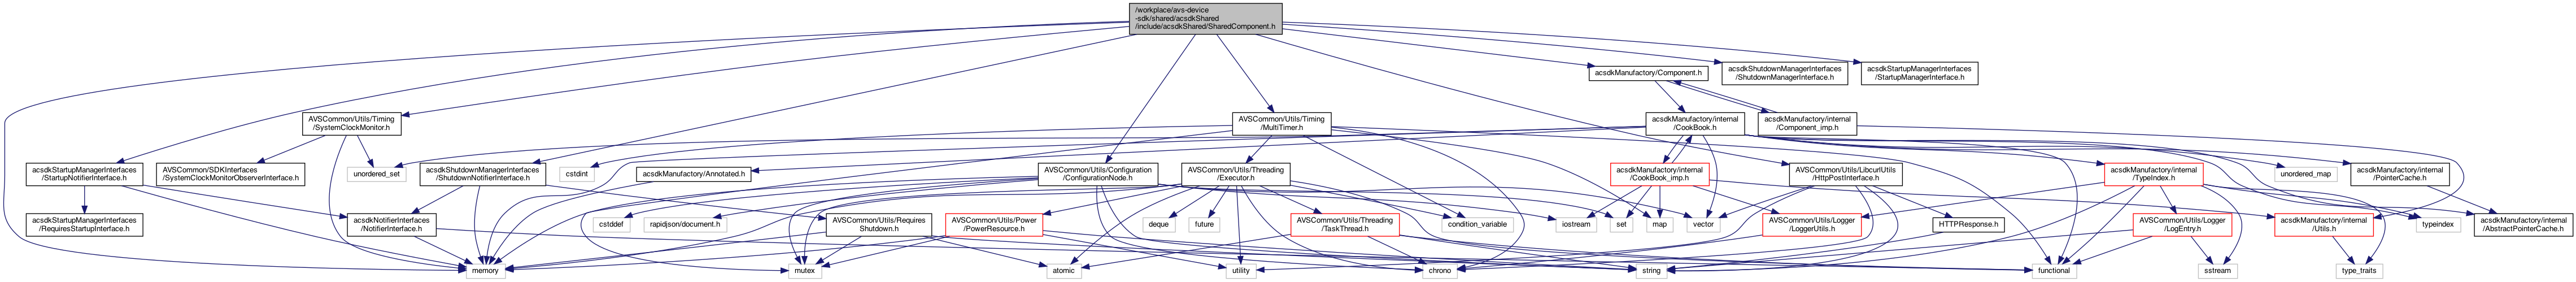 /workplace/avs-device
-sdk/shared/acsdkShared
/include/acsdkShared/SharedComponent.h
acsdkManufactory/Component.h
acsdkShutdownManagerInterfaces
/ShutdownManagerInterface.h
acsdkStartupManagerInterfaces
/StartupManagerInterface.h
AVSCommon/Utils/Timing
/SystemClockMonitor.h
AVSCommon/Utils/Timing
/MultiTimer.h
acsdkManufactory/internal
/CookBook.h
acsdkManufactory/internal
/Component_imp.h
acsdkStartupManagerInterfaces
/StartupNotifierInterface.h
AVSCommon/SDKInterfaces
/SystemClockMonitorObserverInterface.h
unordered_set
acsdkShutdownManagerInterfaces
/ShutdownNotifierInterface.h
cstdint
acsdkManufactory/Annotated.h
AVSCommon/Utils/Configuration
/ConfigurationNode.h
AVSCommon/Utils/Threading
/Executor.h
acsdkManufactory/internal
/CookBook_imp.h
AVSCommon/Utils/LibcurlUtils
/HttpPostInterface.h
acsdkManufactory/internal
/TypeIndex.h
unordered_map
acsdkManufactory/internal
/PointerCache.h
acsdkStartupManagerInterfaces
/RequiresStartupInterface.h
acsdkNotifierInterfaces
/NotifierInterface.h
cstddef
rapidjson/document.h
AVSCommon/Utils/Requires
Shutdown.h
AVSCommon/Utils/Power
/PowerResource.h
deque
future
AVSCommon/Utils/Threading
/TaskThread.h
condition_variable
iostream
set
map
vector
AVSCommon/Utils/Logger
/LoggerUtils.h
HTTPResponse.h
AVSCommon/Utils/Logger
/LogEntry.h
acsdkManufactory/internal
/Utils.h
typeindex
acsdkManufactory/internal
/AbstractPointerCache.h
memory
mutex
atomic
utility
chrono
string
functional
sstream
type_traits